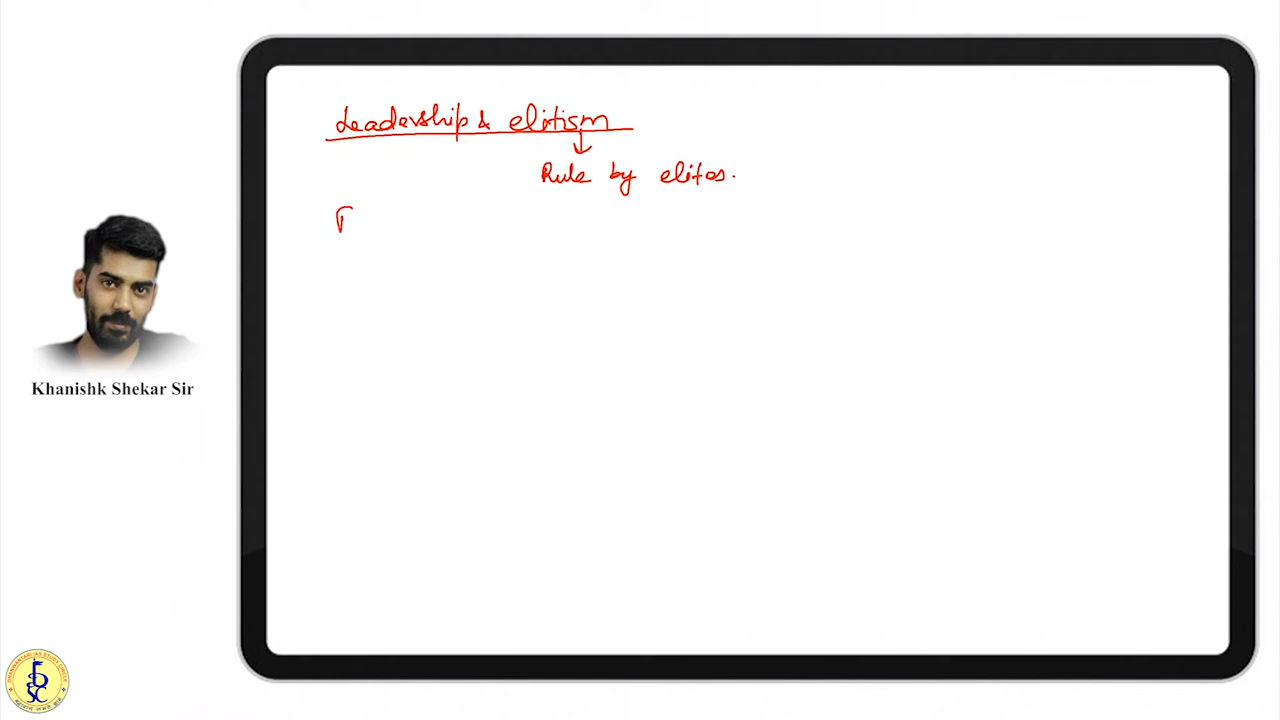 Leadership & elitism
↓
Rule by elites.
Khanishk Shekar Sir